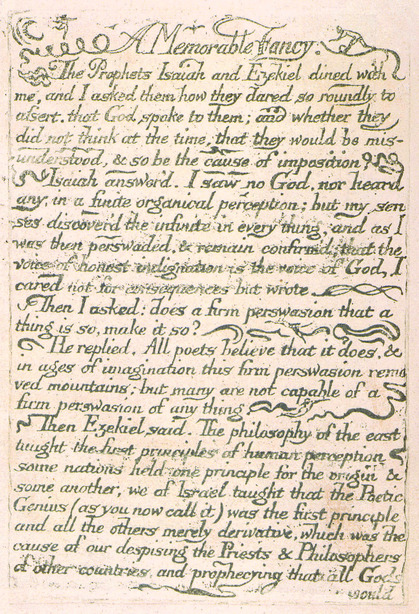 A Memorable Fancy.
The Prophets Isaiah and Ezekiel dined with
me, and I asked them how they dared so roundly to
assert. that God spoke to them; and whether they
did not think at the time, that they would be mis-
understood, & so be the cause of imposition?
Isaiah answer'd. I saw no God, nor heard
any, in a finite organical perception; but my sen
ses discover'd the infinite in every thing, and as I
was then perswaded, & remain confirm'd; that the
voice of honest indignation is the voice of God, I
cared not for consequences but wrote.
Then I asked: does a firm perswasion that a
thing is so, make it so?
He replied. All poets believe that it does, &
in ages of imagination this firm perswasion remo
ved mountains; but many are not capable of a
firm perswasion of any thing.
Then Ezekiel said. The philosophy of the east
taught the first principles of human perception
some nations held one principle for the origin &
some another, we of Israel taught that the Poetic
Genius (as you now call it) was the first principle
and all the others merely derivative, which was the
cause of our despising the Priests & Philosophers
of other countries, and prophecying that all Gods
would